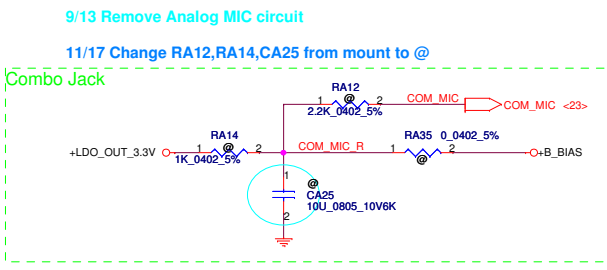 9/13 Remove Analog MIC circuit
11/17 Change RA12,RA14,CA25 from mount to @
Combo Jack
RA12
1 @ 2
2.2K_0402_5%
COM_MIC
COM_MIC <23>
RA14
+LDO_OUT_3.3V
1 @ 2
1K_0402_5%
COM_MIC_R
RA35 0_0402_5%
1 @ 2
+B_BIAS
1
@
CA25
10U_0805_10V6K
2